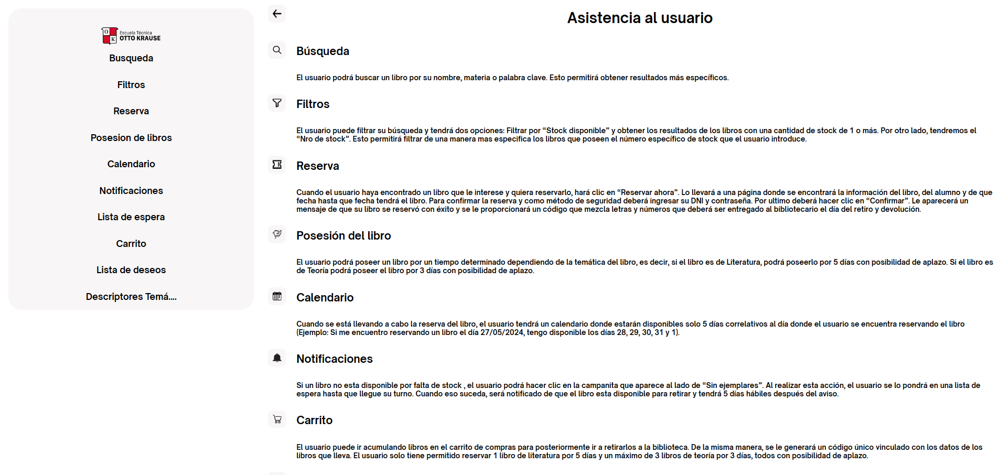 Escuela Técnica
OTTO KRAUSE
Busqueda
Filtros
Reserva
Posesion de libros
Calendario
Notificaciones
Lista de espera
Carrito
Lista de deseos
Descriptores Temá....
Asistencia al usuario
Búsqueda
El usuario podrá buscar un libro por su nombre, materia o palabra clave. Esto permitirá obtener resultados más específicos.
Filtros
El usuario puede filtrar su búsqueda y tendrá dos opciones: Filtrar por “Stock disponible” y obtener los resultados de los libros con una cantidad de stock de 1 o más. Por otro lado, tendremos el
“Nro de stock”. Esto permitirá filtrar de una manera mas especifica los libros que poseen el número específico de stock que el usuario introduce.
Reserva
Cuando el usuario haya encontrado un libro que le interese y quiera reservarlo, hará clic en “Reservar ahora”. Lo llevará a una página donde se encontrará la información del libro, del alumno y de que
fecha hasta que fecha tendrá el libro. Para confirmar la reserva y como método de seguridad deberá ingresar su DNI y contraseña. Por ultimo deberá hacer clic en “Confirmar”. Le aparecerá un
mensaje de que su libro se reservó con éxito y se le proporcionará un código que mezcla letras y números que deberá ser entregado al bibliotecario el día del retiro y devolución.
Posesión del libro
El usuario podrá poseer un libro por un tiempo determinado dependiendo de la temática del libro, es decir, si el libro es de Literatura, podrá poseerlo por 5 días con posibilidad de aplazo. Si el libro es
de Teoría podrá poseer el libro por 3 días con posibilidad de aplazo.
Calendario
Cuando se está llevando a cabo la reserva del libro, el usuario tendrá un calendario donde estarán disponibles solo 5 días correlativos al día donde el usuario se encuentra reservando el libro
(Ejemplo: Si me encuentro reservando un libro el día 27/05/2024, tengo disponible los días 28, 29, 30, 31 y 1).
Notificaciones
Si un libro no esta disponible por falta de stock , el usuario podrá hacer clic en la campanita que aparece al lado de “Sin ejemplares”. Al realizar esta acción, el usuario se lo pondrá en una lista de
espera hasta que llegue su turno. Cuando eso suceda, será notificado de que el libro esta disponible para retirar y tendrá 5 días hábiles después del aviso.
Carrito
El usuario puede ir acumulando libros en el carrito de compras para posteriormente ir a retirarlos a la biblioteca. De la misma manera, se le generará un código único vinculado con los datos de los
libros que lleva. El usuario solo tiene permitido reservar 1 libro de literatura por 5 días y un máximo de 3 libros de teoría por 3 días, todos con posibilidad de aplazo.